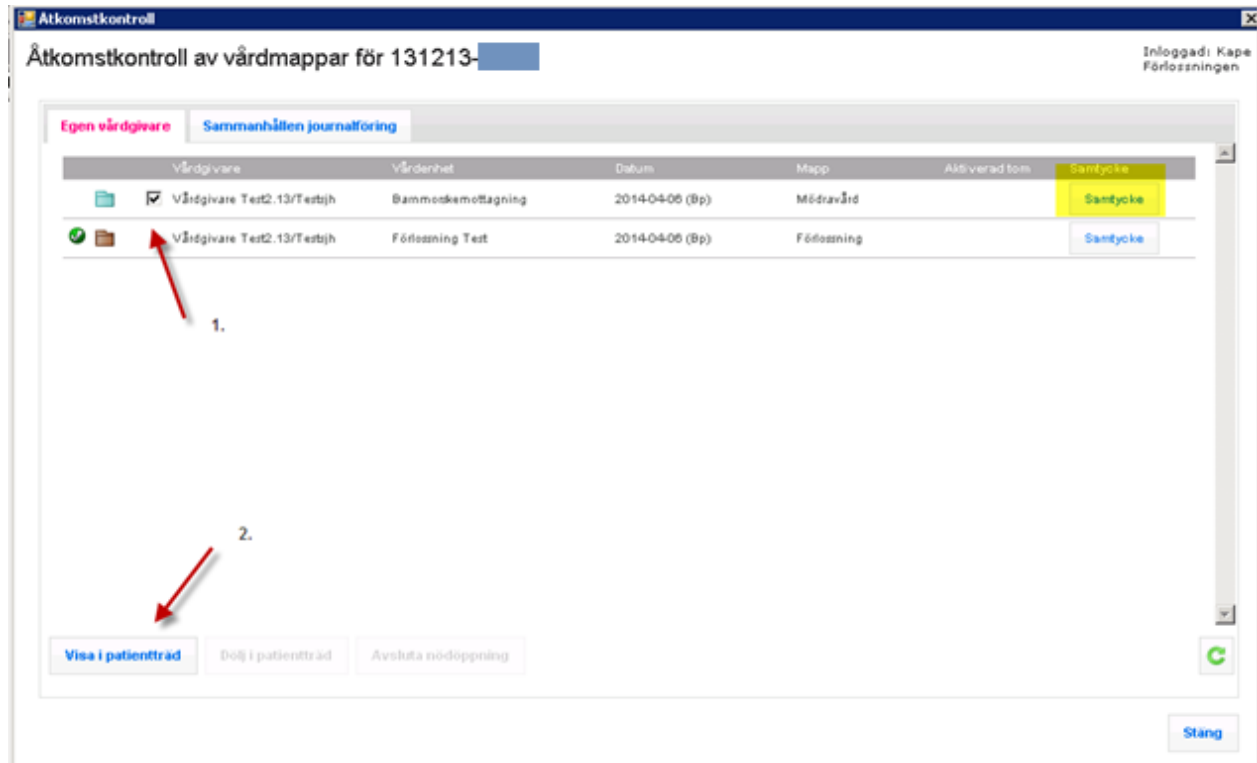 Åtkomstkontroll
Åtkomstkontroll av vårdmappar för 131213-
Inloggad: Kape
Förlossningen
Egen vårdgivare Sammanhållen journalföring
Vårdgivare Vårdenhet Datum Mapp Aktiverad tom Samtycke
Vårdgivare Test2.13/Testsjh Barnmorskemottagning 2014-04-06 (Bp) Mödravård Samtycke
Vårdgivare Test2.13/Testsjh Förlossning Test 2014-04-06 (Bp) Förlossning Samtycke
1.
2.
Visa i patientträd Dölj i patientträd Avsluta nödöppning
Stäng